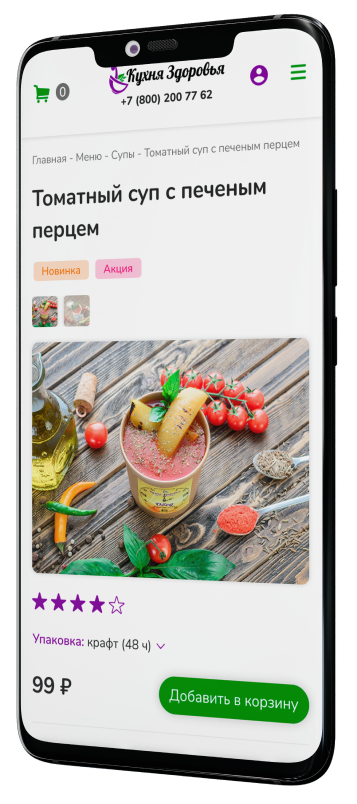 0
Кухня Здоровья
+7 (800) 200 77 62
Главная - Меню - Супы - Томатный суп с печеным перцем
Томатный суп с печеным
перцем
Новинка
Акция
Упаковка: крафт (48 ч)
99 ₽
Добавить в корзину